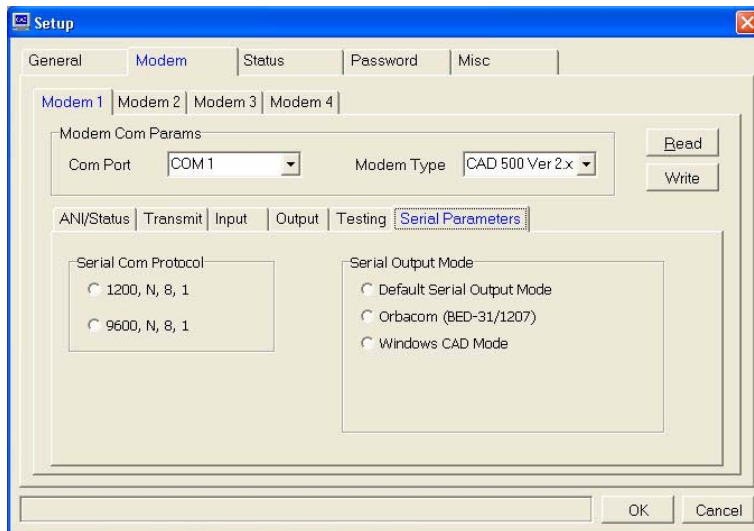 CAD Setup
General Modem Status Password Misc
Modem 1 Modem 2 Modem 3 Modem 4
Modem Com Params
Com Port COM 1 Modem Type CAD 500 Ver 2.x
Read
Write
ANI/Status Transmit Input Output Testing Serial Parameters
Serial Com Protocol
1200, N, 8, 1
9600, N, 8, 1
Serial Output Mode
Default Serial Output Mode
Orbacom (BED-31/1207)
Windows CAD Mode
OK Cancel